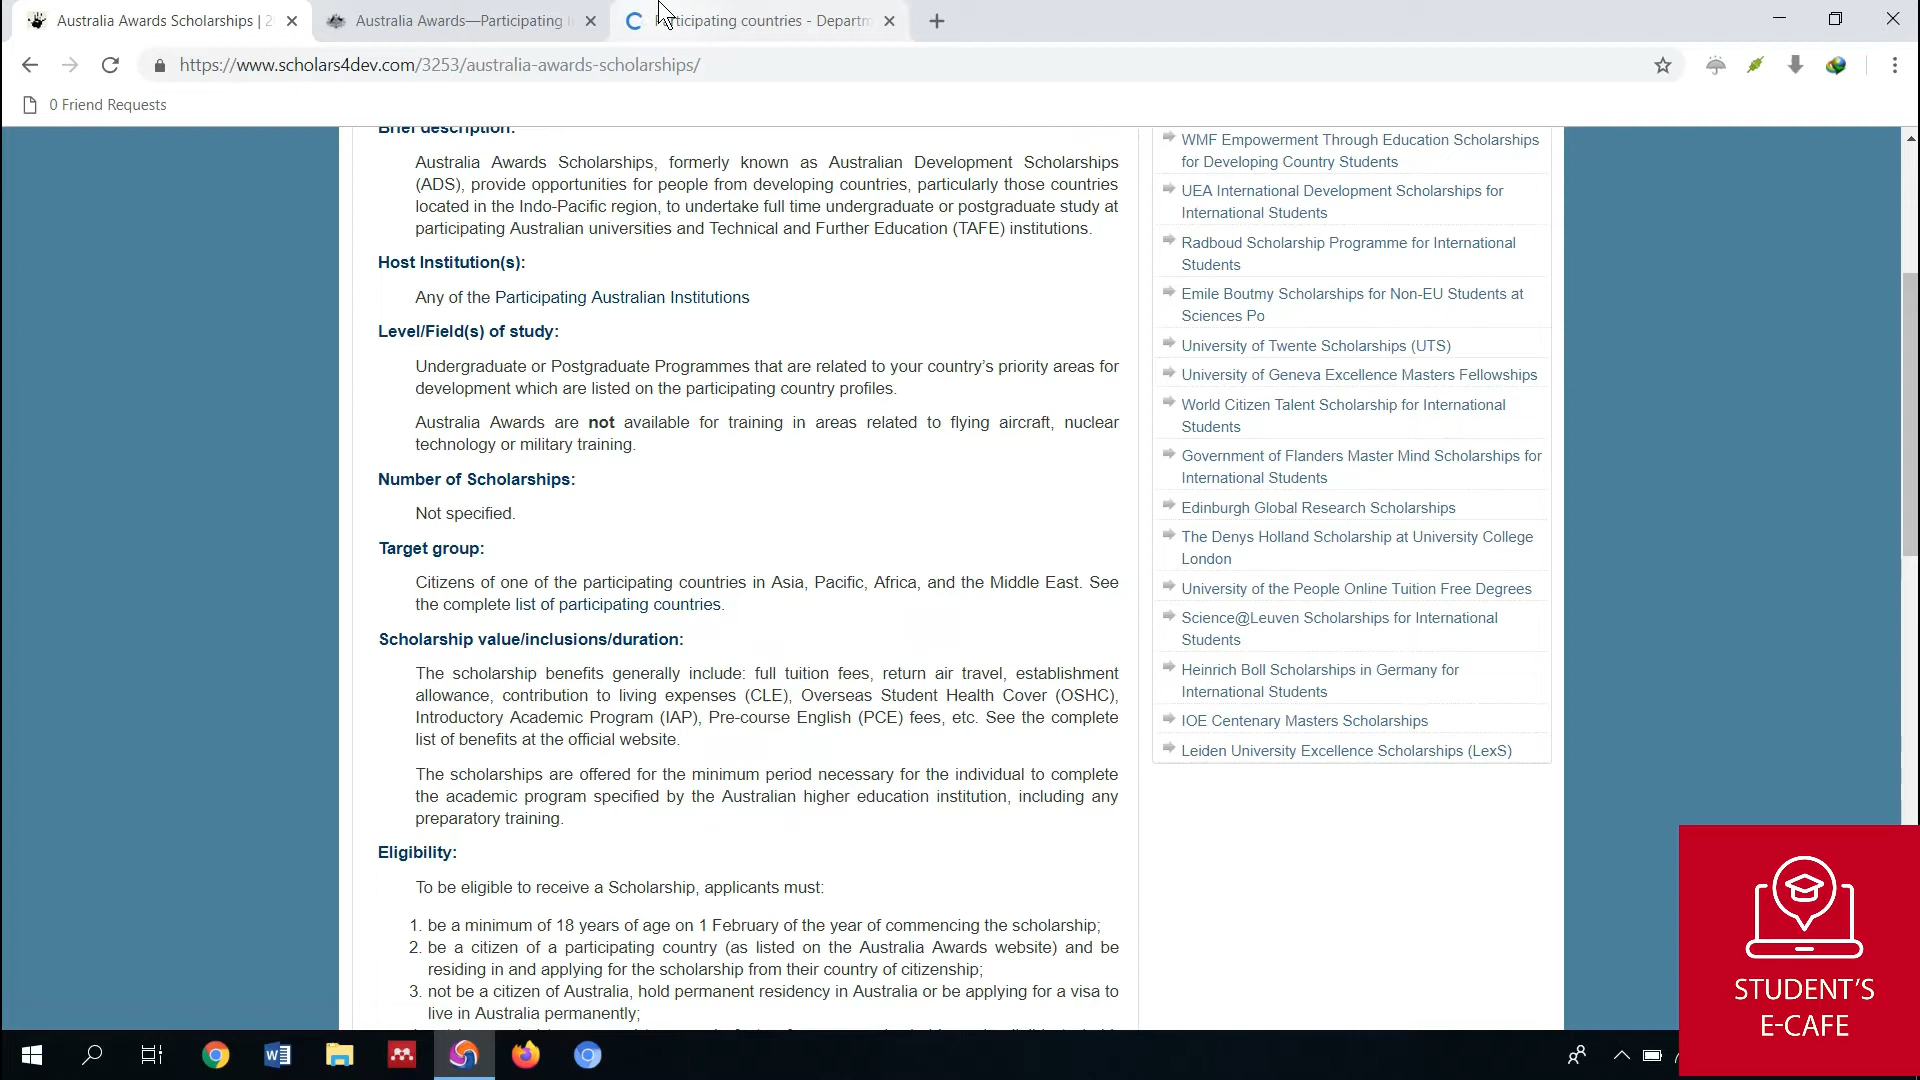 Australia Awards Scholarships | 2
Australia Awards—Participating I
ticipating countries - Departm
https://www.scholars4dev.com/3253/australia-awards-scholarships/
0 Friend Requests
Brief description:
Australia Awards Scholarships, formerly known as Australian Development Scholarships
(ADS), provide opportunities for people from developing countries, particularly those countries
located in the Indo-Pacific region, to undertake full time undergraduate or postgraduate study at
participating Australian universities and Technical and Further Education (TAFE) institutions.
Host Institution(s):
Any of the Participating Australian Institutions
Level/Field(s) of study:
Undergraduate or Postgraduate Programmes that are related to your country’s priority areas for
development which are listed on the participating country profiles.
Australia Awards are not available for training in areas related to flying aircraft, nuclear
technology or military training.
Number of Scholarships:
Not specified.
Target group:
Citizens of one of the participating countries in Asia, Pacific, Africa, and the Middle East. See
the complete list of participating countries.
Scholarship value/inclusions/duration:
The scholarship benefits generally include: full tuition fees, return air travel, establishment
allowance, contribution to living expenses (CLE), Overseas Student Health Cover (OSHC),
Introductory Academic Program (IAP), Pre-course English (PCE) fees, etc. See the complete
list of benefits at the official website.
The scholarships are offered for the minimum period necessary for the individual to complete
the academic program specified by the Australian higher education institution, including any
preparatory training.
Eligibility:
To be eligible to receive a Scholarship, applicants must:
1. be a minimum of 18 years of age on 1 February of the year of commencing the scholarship;
2. be a citizen of a participating country (as listed on the Australia Awards website) and be
residing in and applying for the scholarship from their country of citizenship;
3. not be a citizen of Australia, hold permanent residency in Australia or be applying for a visa to
live in Australia permanently;
WMF Empowerment Through Education Scholarships
for Developing Country Students
UEA International Development Scholarships for
International Students
Radboud Scholarship Programme for International
Students
Emile Boutmy Scholarships for Non-EU Students at
Sciences Po
University of Twente Scholarships (UTS)
University of Geneva Excellence Masters Fellowships
World Citizen Talent Scholarship for International
Students
Government of Flanders Master Mind Scholarships for
International Students
Edinburgh Global Research Scholarships
The Denys Holland Scholarship at University College
London
University of the People Online Tuition Free Degrees
Science@Leuven Scholarships for International
Students
Heinrich Boll Scholarships in Germany for
International Students
IOE Centenary Masters Scholarships
Leiden University Excellence Scholarships (LexS)
STUDENT'S
E-CAFE